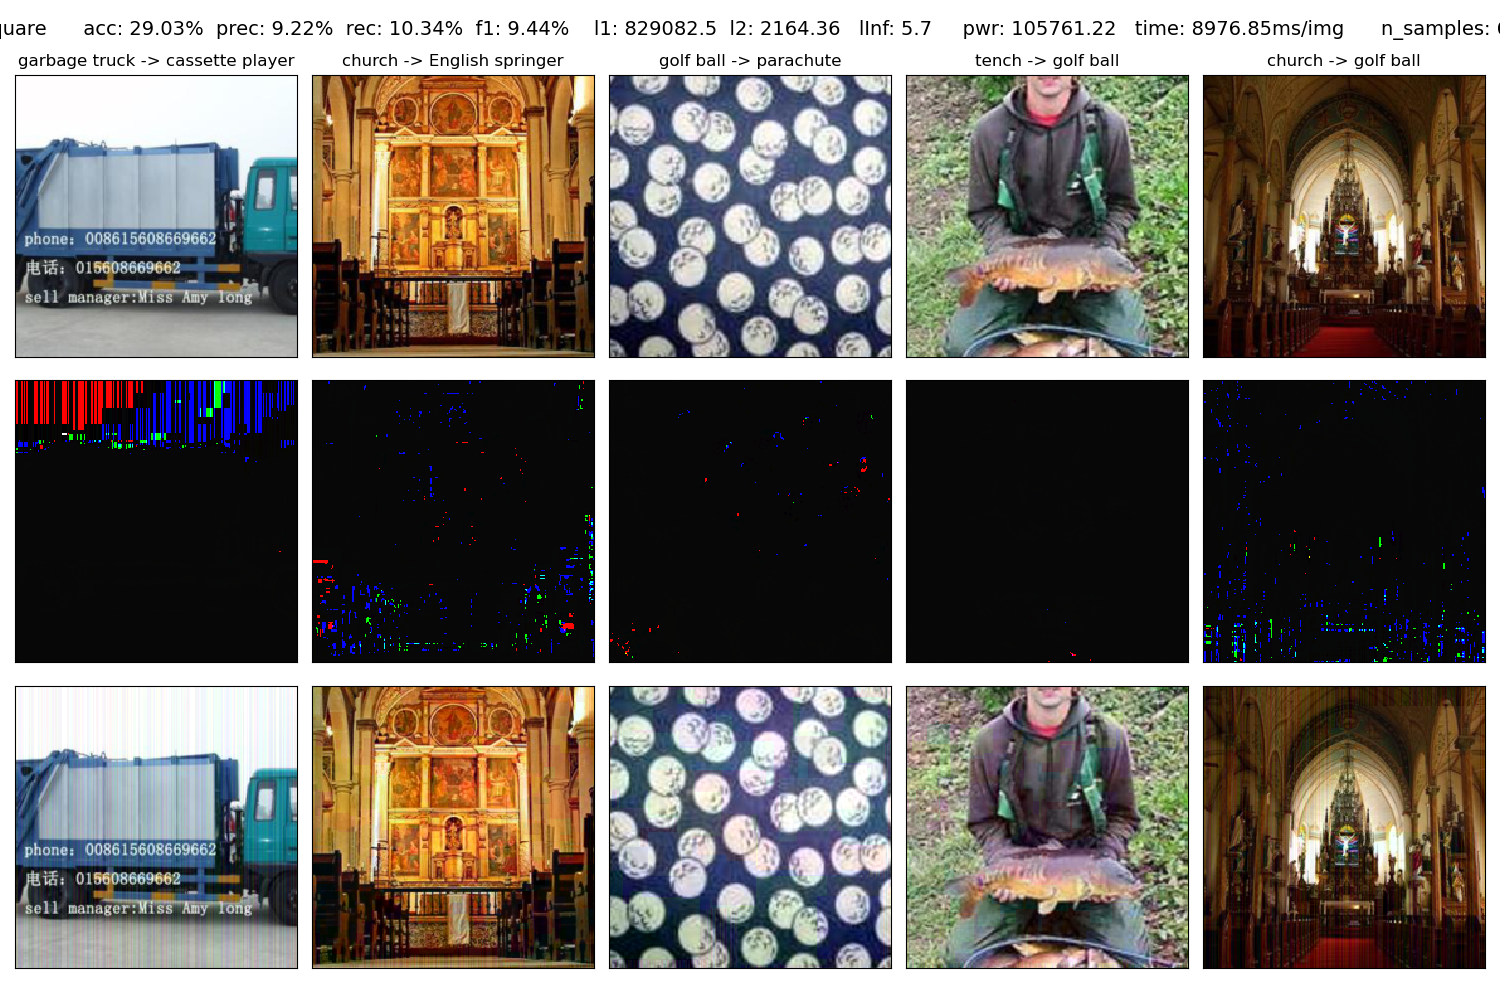 quare acc: 29.03% prec: 9.22% rec: 10.34% f1: 9.44% l1: 829082.5 l2: 2164.36 lInf: 5.7 pwr: 105761.22 time: 8976.85ms/img n_samples:
garbage truck -> cassette player
church -> English springer
golf ball -> parachute
tench -> golf ball
church -> golf ball
phone: 008615608669662
电话: 015608669662
sell manager:Miss Amy long
phone: 008615608669662
电话: 015608669662
sell manager:Miss Amy long